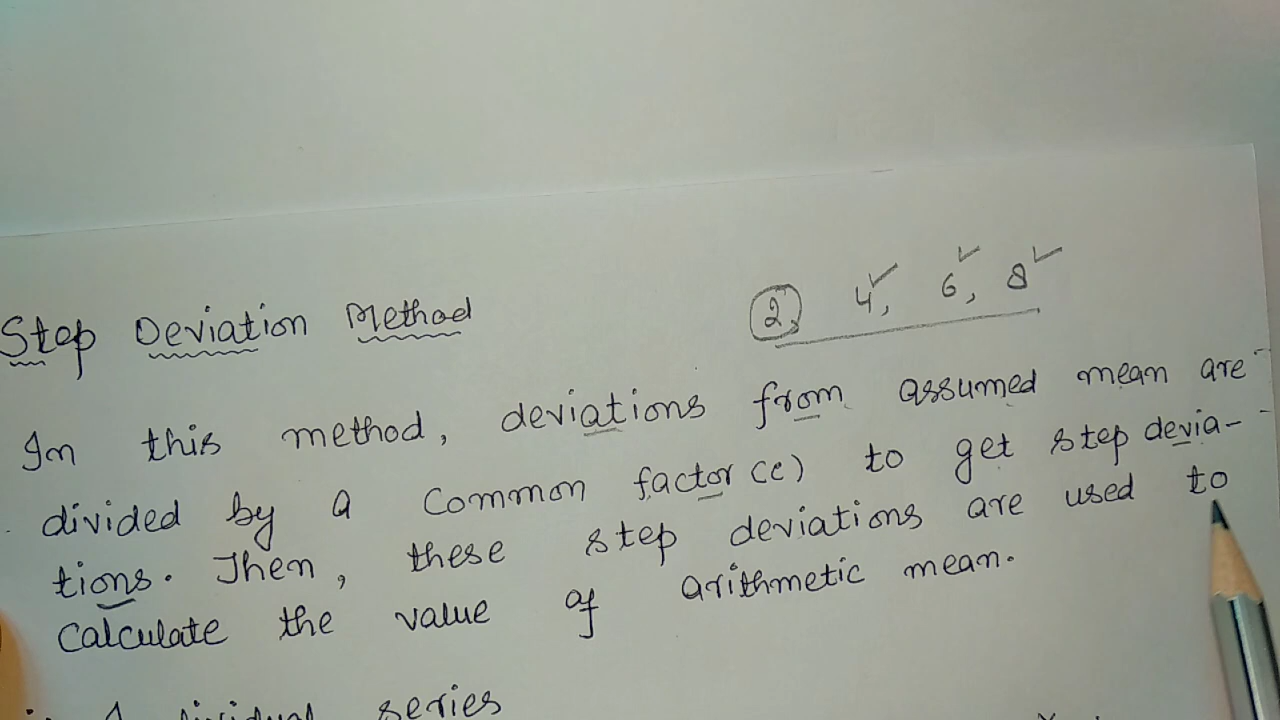 2, 4, 6, 8
Step Deviation Method
In this method, deviations from assumed mean are
divided by a Common factor (c) to get step devia-
tions. Then, these step deviations are used to
Calculate the value of arithmetic mean.
series